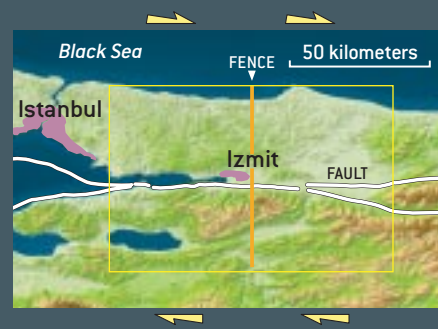 Black Sea
50 kilometers
FENCE
Istanbul
Izmit
FAULT